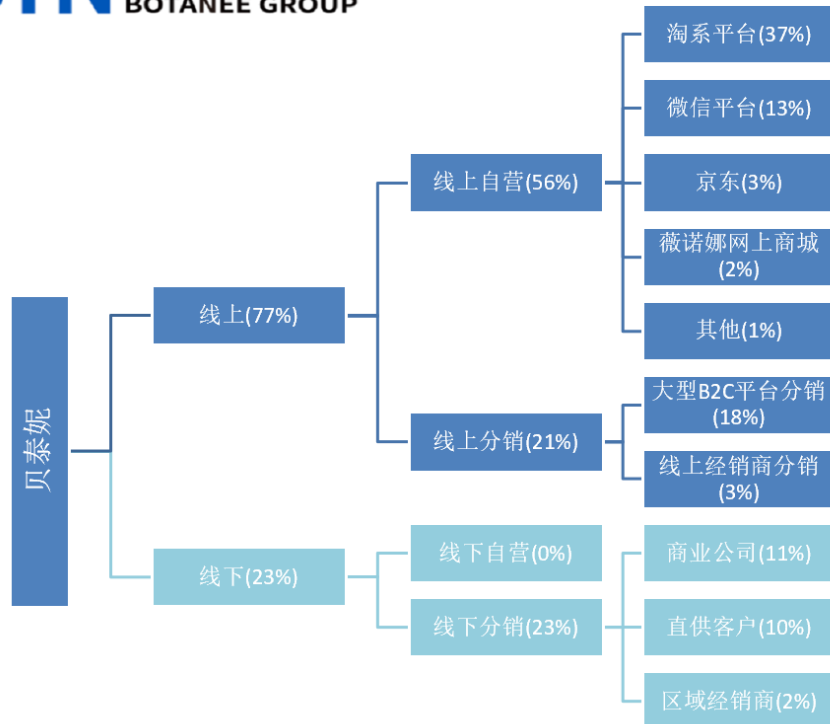 BOTANEE GROUP
淘系平台(37%)
微信平台(13%)
线上自营(56%)
京东(3%)
薇诺娜网上商城
(2%)
线上(77%)
其他(1%)
贝泰妮
大型B2C平台分销
(18%)
线上分销(21%)
线上经销商分销
(3%)
线下自营(0%)
商业公司(11%)
线下(23%)
线下分销(23%)
直供客户(10%)
区域经销商(2%)